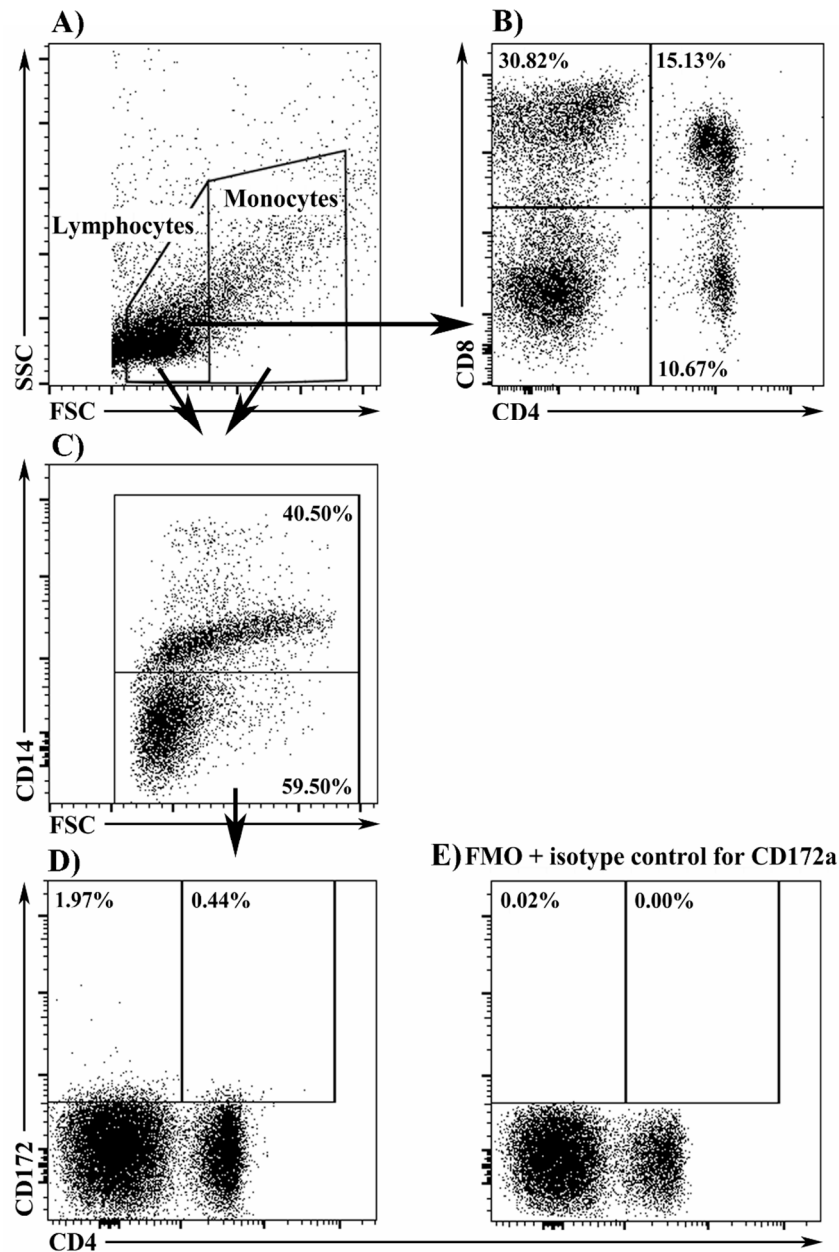 A)
B)
Lymphocytes
Monocytes
SSC
FSC
30.82%
15.13%
10.67%
CD8
CD4
C)
40.50%
59.50%
CD14
FSC
D)
E) FMO + isotype control for CD172a
1.97%
0.44%
0.02%
0.00%
CD172
CD4